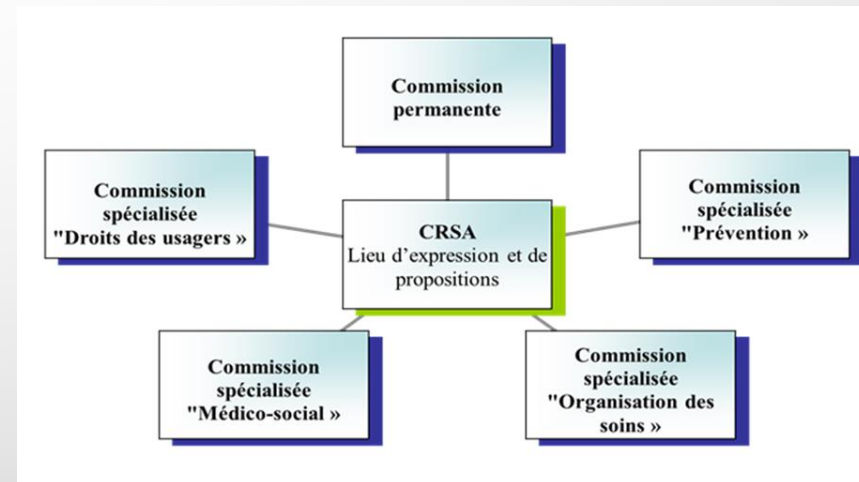 Commission
permanente
Commission
spécialisée
"Droits des usagers »
CRSA
Lieu d’expression et de
propositions
Commission
spécialisée
"Prévention »
Commission
spécialisée
"Médico-social »
Commission
spécialisée
"Organisation des
soins »